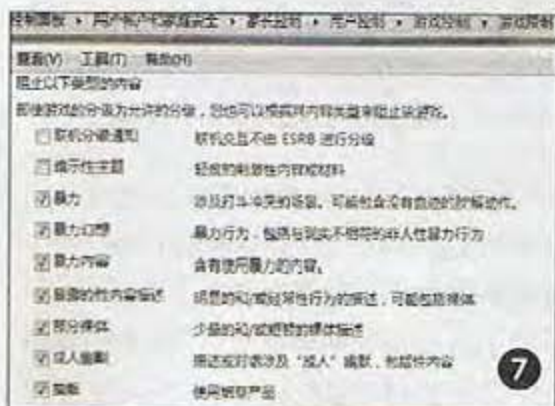 控制面板 ▸ 用户帐户和家庭安全 ▸ 家长控制 ▸ 用户控制 ▸ 游戏控制 ▸ 游戏限制
查看(V) 工具(T) 帮助(H)
阻止以下类型的内容
即使游戏的分级为允许的分级，您也可以根据其内容类型来阻止该游戏。
联机分级通知 联机交互不由 ESRB 进行分级
暗示性主题 轻微的刺激性内容或材料
暴力 涉及打斗冲突的场景。可能包含没有血迹的肢解动作。
暴力幻想 暴力行为，包括与现实不相符的非人性暴力行为
暴力内容 含有使用暴力的内容。
暴露的性内容描述 明显的和/或经常性行为的描述，可能包括裸体
部分裸体 少量的和/或短暂的裸体描述
成人幽默 描述或对话涉及“成人”幽默，包括性内容
烟草 使用烟草产品
7